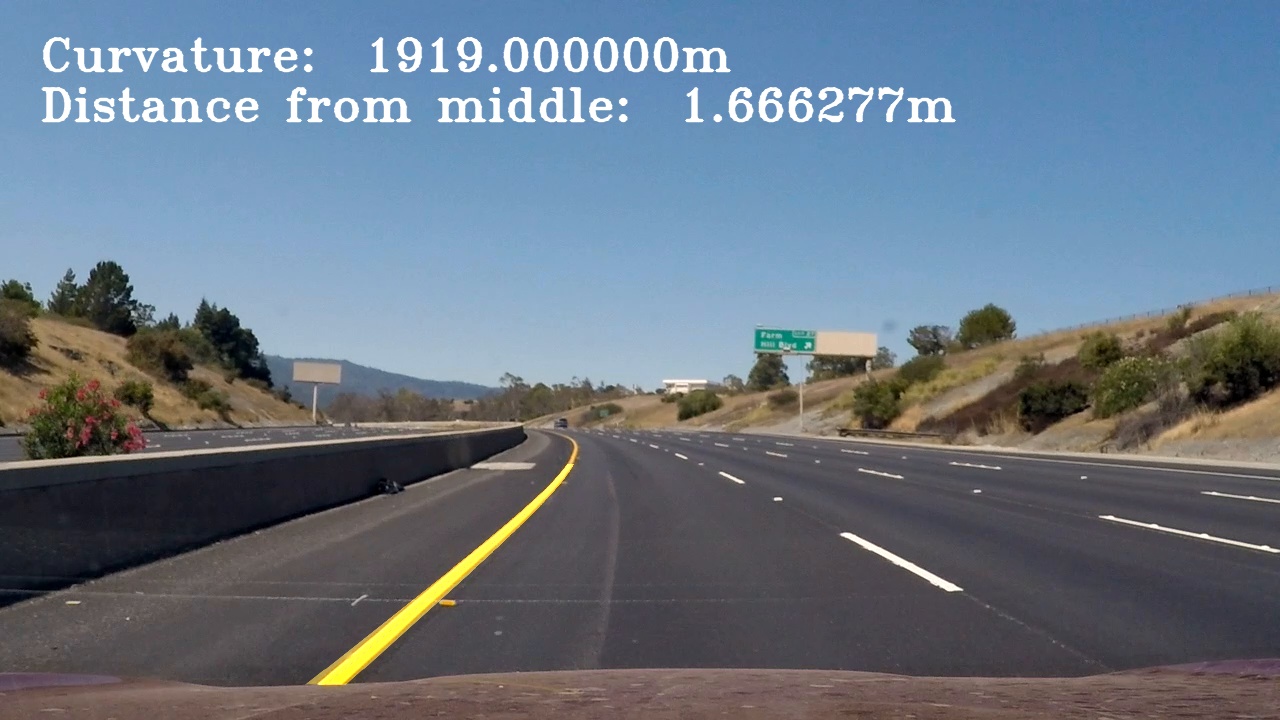 Curvature:  1919.000000m
Distance from middle:  1.666277m
Farm
Hill Blvd